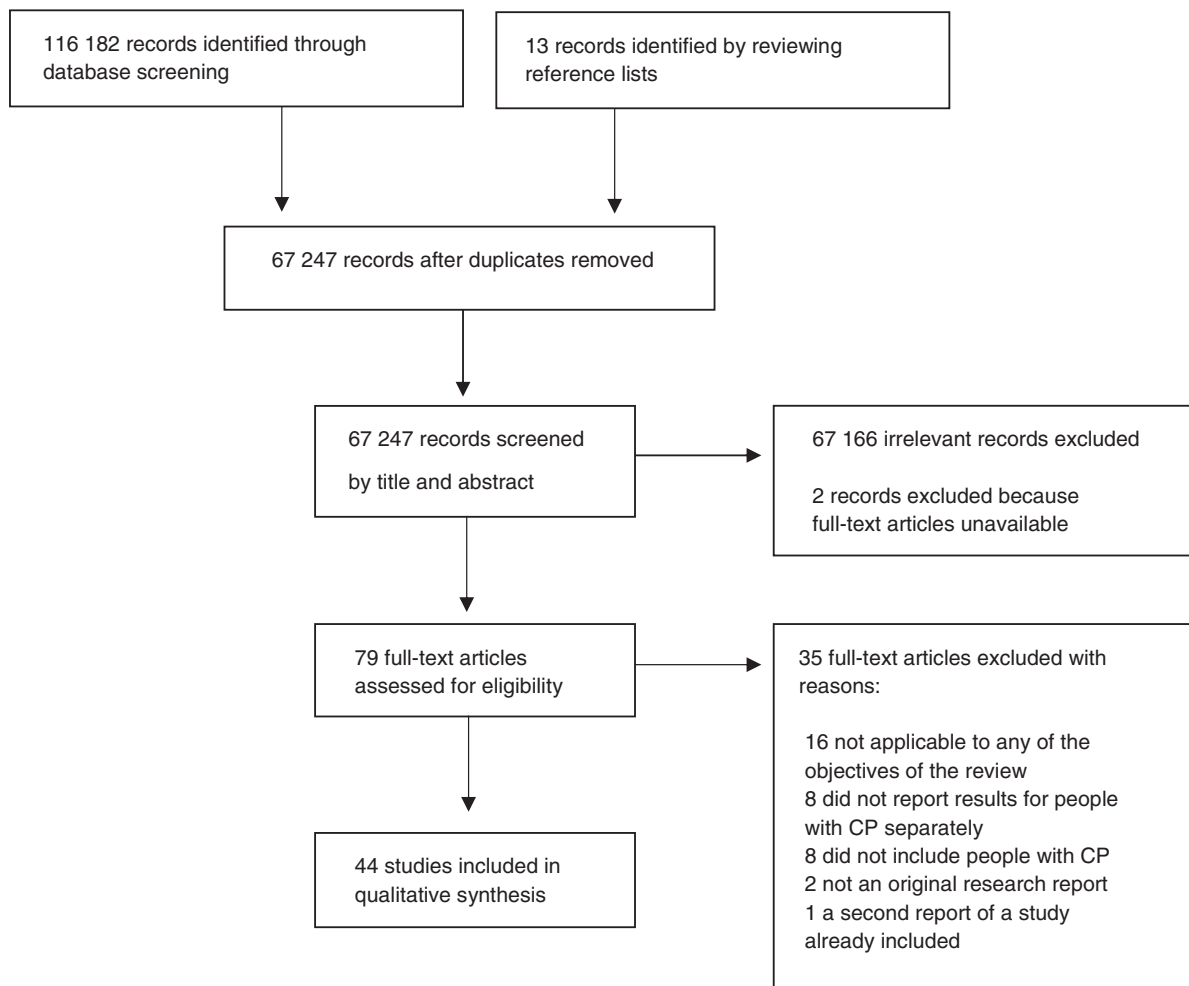 116 182 records identified through
database screening
13 records identified by reviewing
reference lists
67 247 records after duplicates removed
67 247 records screened
by title and abstract
67 166 irrelevant records excluded
2 records excluded because
full-text articles unavailable
79 full-text articles
assessed for eligibility
35 full-text articles excluded with
reasons:
16 not applicable to any of the
objectives of the review
8 did not report results for people
with CP separately
8 did not include people with CP
2 not an original research report
1 a second report of a study
already included
44 studies included in
qualitative synthesis